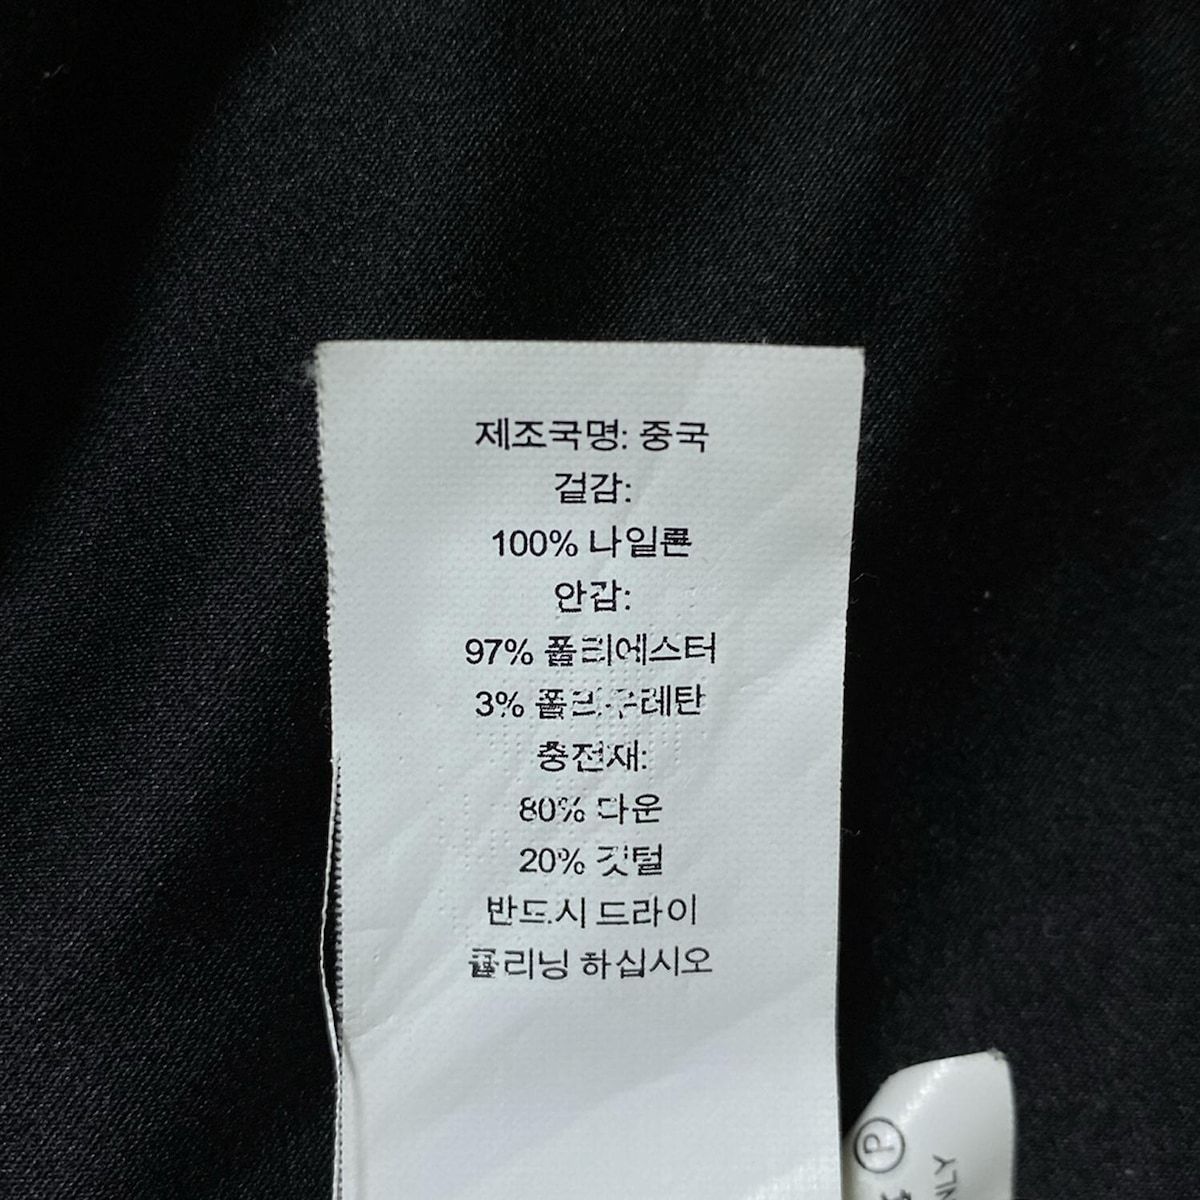 제조국명: 중국
겉감:
100% 나일론
안감:
97% 폴리에스터
3% 폴리우레탄
충전재:
80% 다운
20% 깃털
반드시 드라이
클리닝 하십시오
P